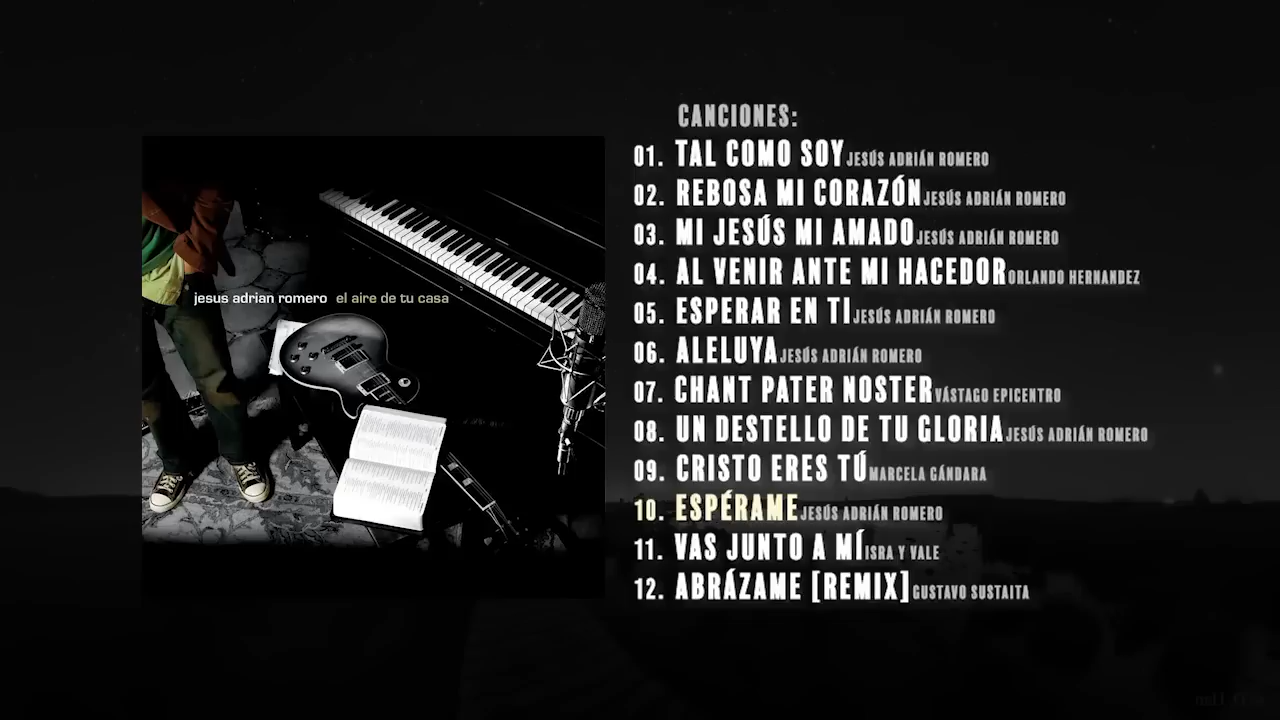 CANCIONES:
01. TAL COMO SOY JESÚS ADRIÁN ROMERO
02. REBOSA MI CORAZÓN JESÚS ADRIÁN ROMERO
03. MI JESÚS MI AMADO JESÚS ADRIÁN ROMERO
04. AL VENIR ANTE MI HACEDOR ORLANDO HERNANDEZ
05. ESPERAR EN TI JESÚS ADRIÁN ROMERO
06. ALELUYA JESÚS ADRIÁN ROMERO
07. CHANT PATER NOSTER VÁSTAGO EPICENTRO
08. UN DESTELLO DE TU GLORIA JESÚS ADRIÁN ROMERO
09. CRISTO ERES TÚ MARCELA GÁNDARA
10. ESPÉRAME JESÚS ADRIÁN ROMERO
11. VAS JUNTO A MÍ ISRA Y VALE
12. ABRÁZAME [REMIX] GUSTAVO SUSTAITA
jesus adrian romero el aire de tu casa